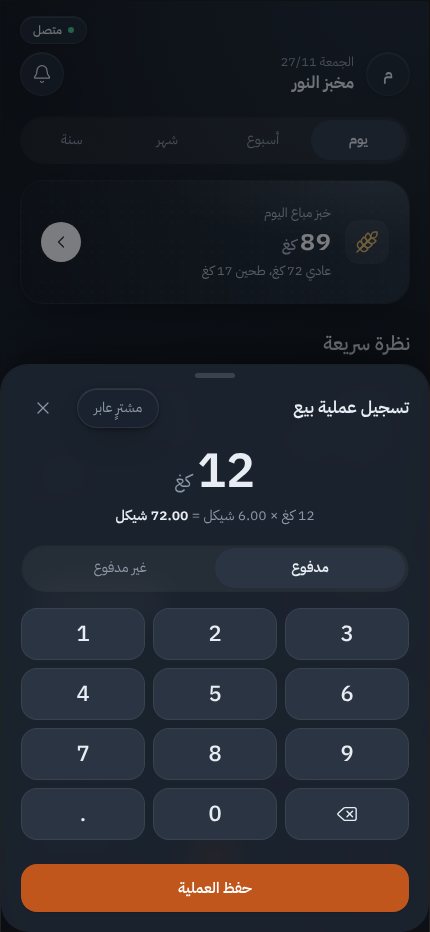 متصل
م
الجمعة 27/11
مخبز النور
يوم
أسبوع
شهر
سنة
خبز مباع اليوم
89 كغ
عادي 72 كغ، طحين 17 كغ
نظرة سريعة
تسجيل عملية بيع
مشترٍ عابر
12 كغ
12 كغ × 6.00 شيكل = 72.00 شيكل
مدفوع
غير مدفوع
1 2 3
4 5 6
7 8 9
. 0
حفظ العملية